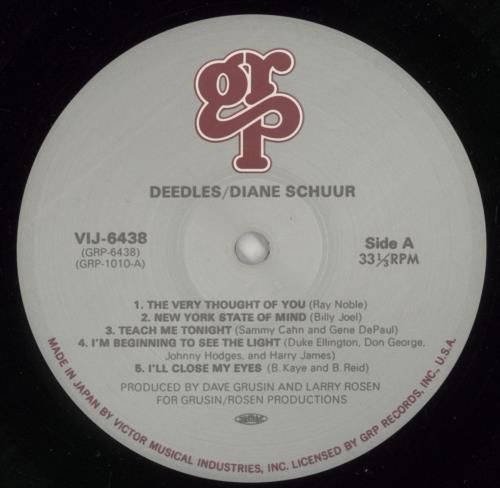 grp
DEEDLES/DIANE SCHUUR
VIJ-6438
(GRP-6438)
(GRP-1010-A)
Side A
33 1/3 RPM
1. THE VERY THOUGHT OF YOU (Ray Noble)
2. NEW YORK STATE OF MIND (Billy Joel)
3. TEACH ME TONIGHT (Sammy Cahn and Gene DePaul)
4. I'M BEGINNING TO SEE THE LIGHT (Duke Ellington, Don George,
Johnny Hodges, and Harry James)
5. I'LL CLOSE MY EYES (B. Kaye and B. Reid)
PRODUCED BY DAVE GRUSIN AND LARRY ROSEN
FOR GRUSIN/ROSEN PRODUCTIONS
MADE IN JAPAN BY VICTOR MUSICAL INDUSTRIES, INC. LICENSED BY GRP RECORDS, INC., U.S.A.